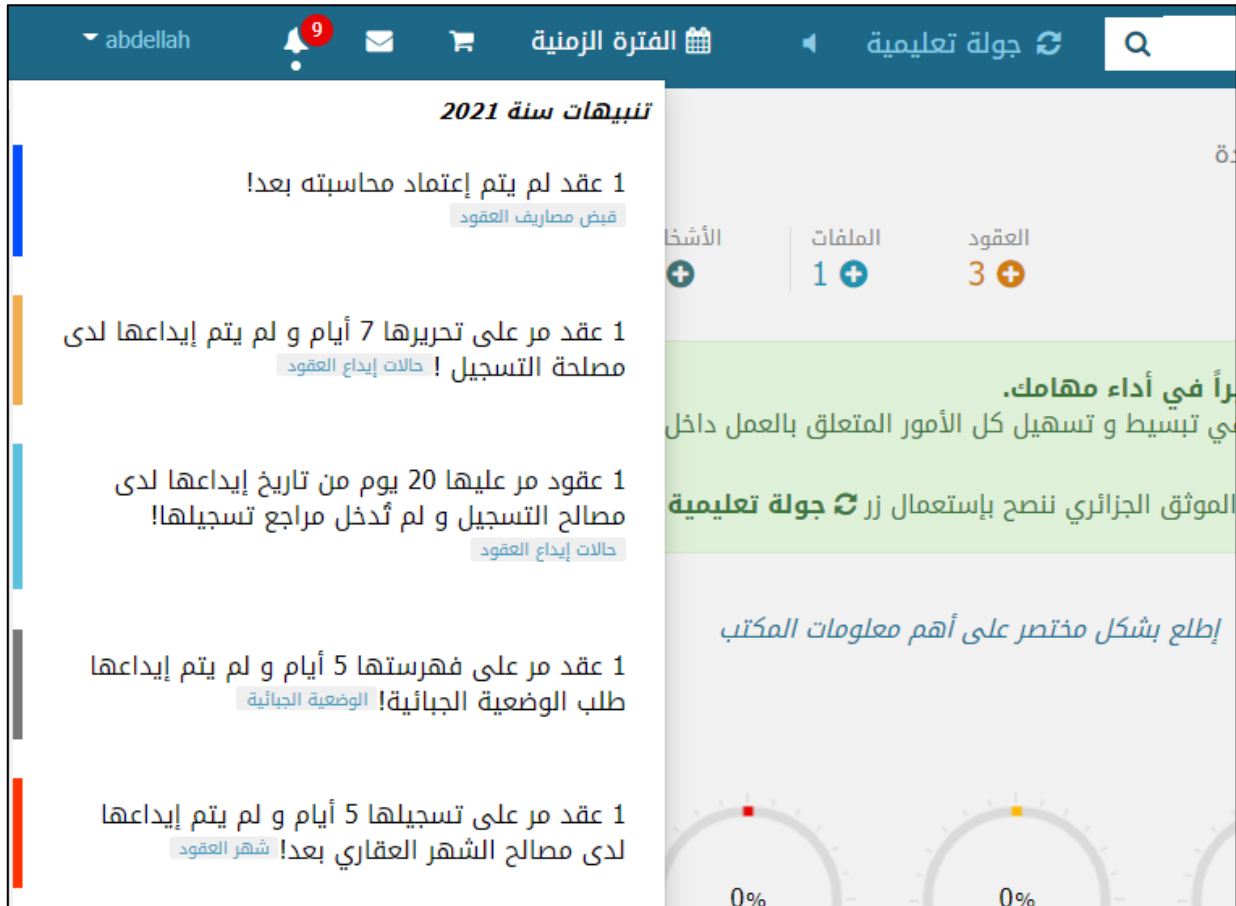 جولة تعليمية
الفترة الزمنية
9
abdellah
تنبيهات سنة 2021
1 عقد لم يتم إعتماد محاسبته بعد!
قبض مصاريف العقود
1 عقد مر على تحريرها 7 أيام و لم يتم إيداعها لدى
مصلحة التسجيل ! حالات إيداع العقود
1 عقود مر عليها 20 يوم من تاريخ إيداعها لدى
مصالح التسجيل و لم تُدخل مراجع تسجيلها!
حالات إيداع العقود
1 عقد مر على فهرستها 5 أيام و لم يتم إيداعها
طلب الوضعية الجبائية! الوضعية الجبائية
1 عقد مر على تسجيلها 5 أيام و لم يتم إيداعها
لدى مصالح الشهر العقاري بعد! شهر العقود
العقود
3
الملفات
1
في أداء مهامك.
تبسيط و تسهيل كل الأمور المتعلق بالعمل داخل
الموثق الجزائري ننصح بإستعمال زر جولة تعليمية
إطلع بشكل مختصر على أهم معلومات المكتب
0%
0%